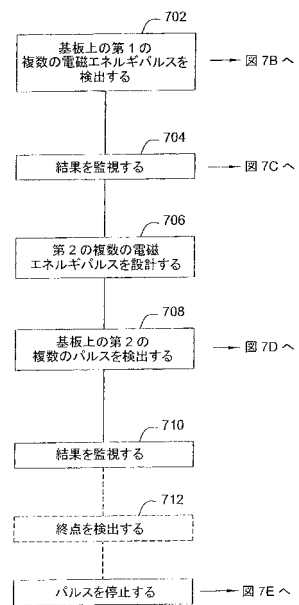 702
基板上の第1の
複数の電磁エネルギパルスを
検出する
図 7B へ
704
結果を監視する
図 7C へ
706
第2の複数の電磁
エネルギパルスを設計する
708
基板上の第2の
複数のパルスを検出する
図 7D へ
710
結果を監視する
712
終点を検出する
パルスを停止する
図 7E へ